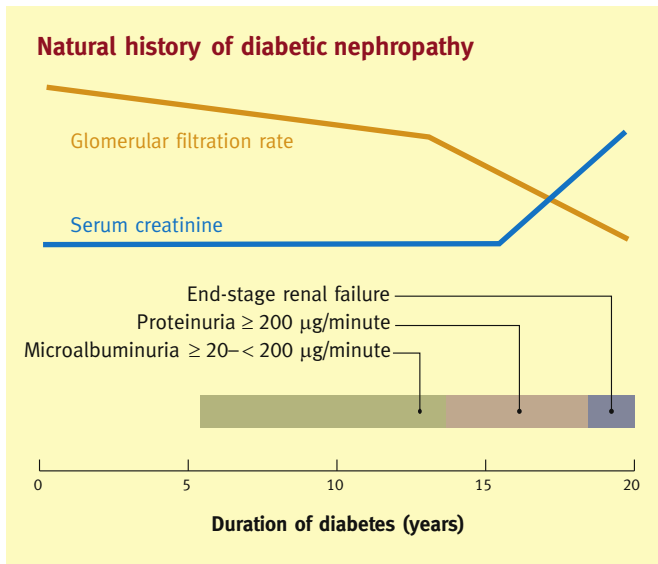 Natural history of diabetic nephropathy
Glomerular filtration rate
Serum creatinine
End-stage renal failure
Proteinuria ≥ 200 μg/minute
Microalbuminuria ≥ 20–< 200 μg/minute
0 5 10 15 20
Duration of diabetes (years)